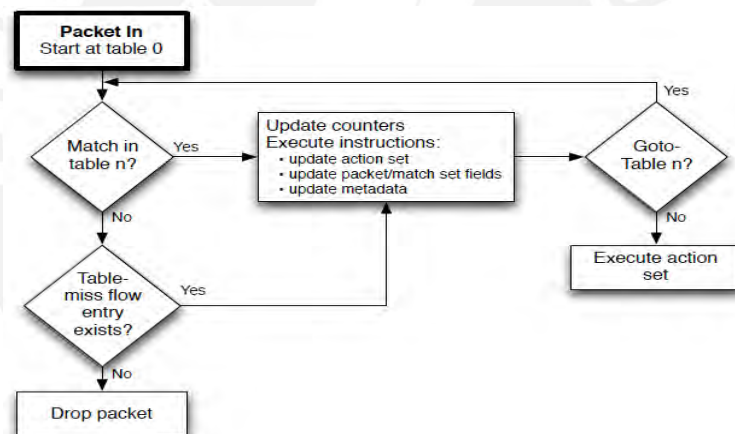 Packet In
Start at table 0
Yes
Match in
table n?
Yes
Update counters
Execute instructions:
• update action set
• update packet/match set fields
• update metadata
Goto-
Table n?
No
No
Execute action
set
Table-
miss flow
entry
exists?
Yes
No
Drop packet